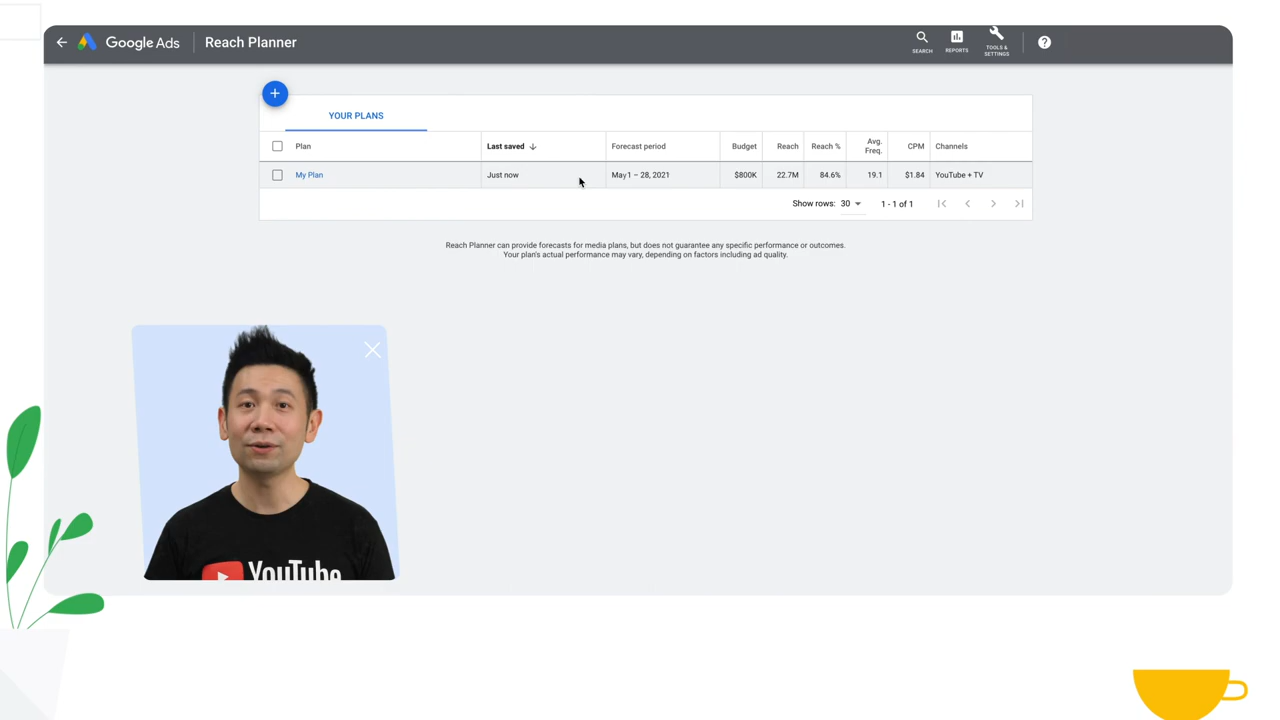 Google Ads Reach Planner
SEARCH
REPORTS
TOOLS &
SETTINGS
?
+
YOUR PLANS
Plan Last saved Forecast period Budget Reach Reach % Avg. Freq. CPM Channels
My Plan Just now May 1 – 28, 2021 $800K 22.7M 84.6% 19.1 $1.84 YouTube + TV
Show rows: 30 1 - 1 of 1
Reach Planner can provide forecasts for media plans, but does not guarantee any specific performance or outcomes.
Your plan's actual performance may vary, depending on factors including ad quality.
YouTube